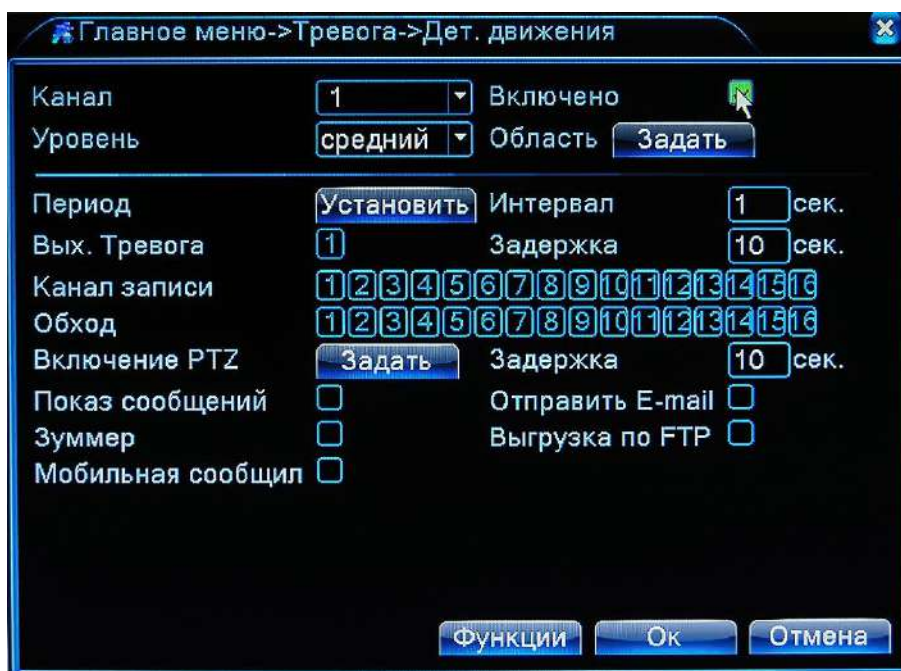 Главное меню->Тревога->Дет. движения
Канал 1 Включено
Уровень средний Область Задать
Период Установить Интервал 1 сек.
Вых. Тревога 1 Задержка 10 сек.
Канал записи 1 2 3 4 5 6 7 8 9 10 11 12 13 14 15 16
Обход 1 2 3 4 5 6 7 8 9 10 11 12 13 14 15 16
Включение PTZ Задать Задержка 10 сек.
Показ сообщений Отправить E-mail
Зуммер Выгрузка по FTP
Мобильная сообщил
Функции Ок Отмена